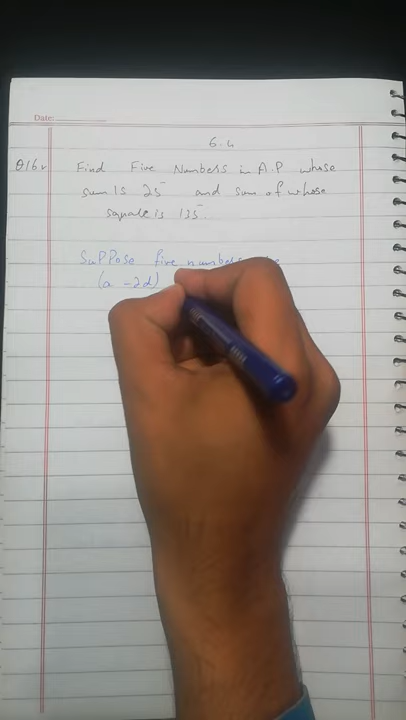 Date:
6.4
Q16v Find Five Numbers in A.P whose
sum is 25 and sum of whose
square is 135.
Suppose five numbers
(a - 2d)